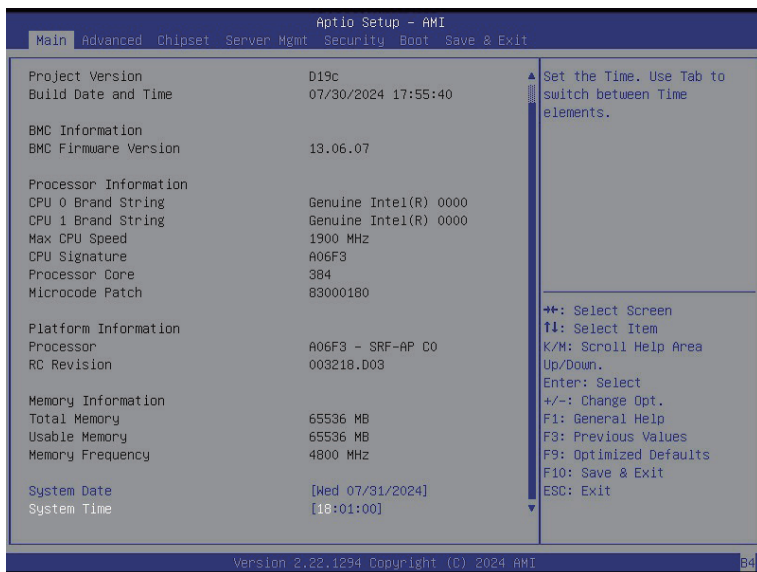 Aptio Setup – AMI
Main Advanced Chipset Server Mgmt Security Boot Save & Exit
Project Version D19c
Build Date and Time 07/30/2024 17:55:40
BMC Information
BMC Firmware Version 13.06.07
Processor Information
CPU 0 Brand String Genuine Intel(R) 0000
CPU 1 Brand String Genuine Intel(R) 0000
Max CPU Speed 1900 MHz
CPU Signature A06F3
Processor Core 384
Microcode Patch 83000180
Platform Information
Processor A06F3 - SRF-AP C0
RC Revision 003218.D03
Memory Information
Total Memory 65536 MB
Usable Memory 65536 MB
Memory Frequency 4800 MHz
System Date [Wed 07/31/2024]
System Time [18:01:00]
Set the Time. Use Tab to
switch between Time
elements.
→←: Select Screen
↑↓: Select Item
K/M: Scroll Help Area
Up/Down.
Enter: Select
+/-: Change Opt.
F1: General Help
F3: Previous Values
F9: Optimized Defaults
F10: Save & Exit
ESC: Exit
Version 2.22.1294 Copyright (C) 2024 AMI
B4